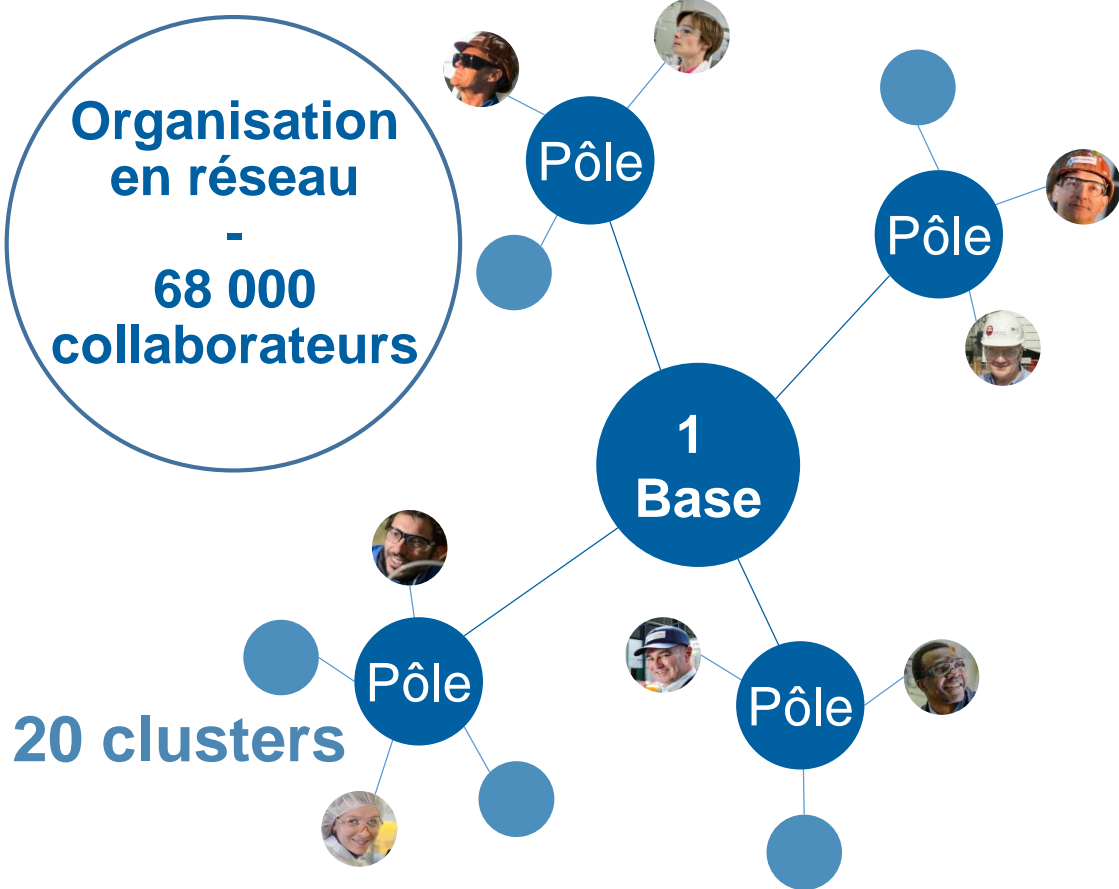 Organisation
en réseau
-
68 000
collaborateurs
Pôle
Pôle
1
Base
Pôle
Pôle
20 clusters